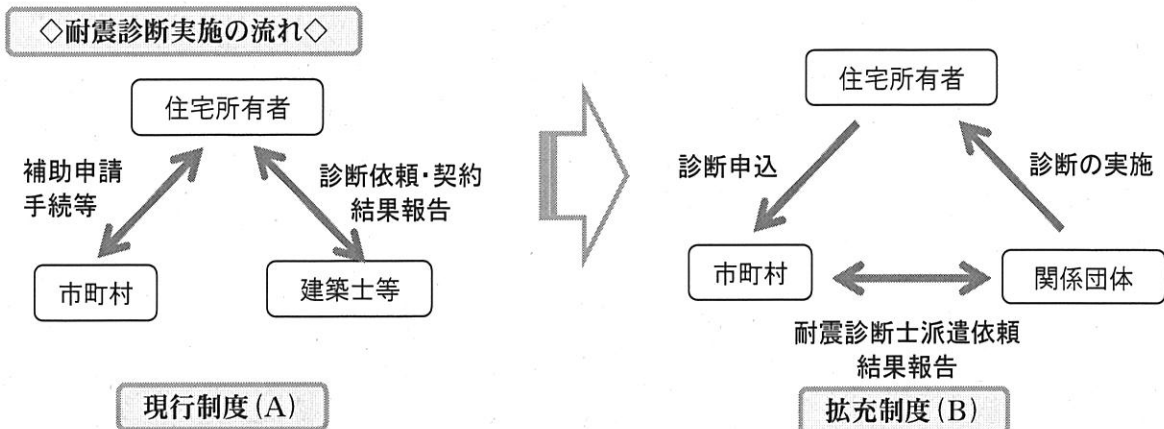 ◇耐震診断実施の流れ◇
住宅所有者
補助申請
手続等
診断依頼・契約
結果報告
市町村
建築士等
現行制度(A)
住宅所有者
診断申込
診断の実施
市町村
関係団体
耐震診断士派遣依頼
結果報告
拡充制度(B)